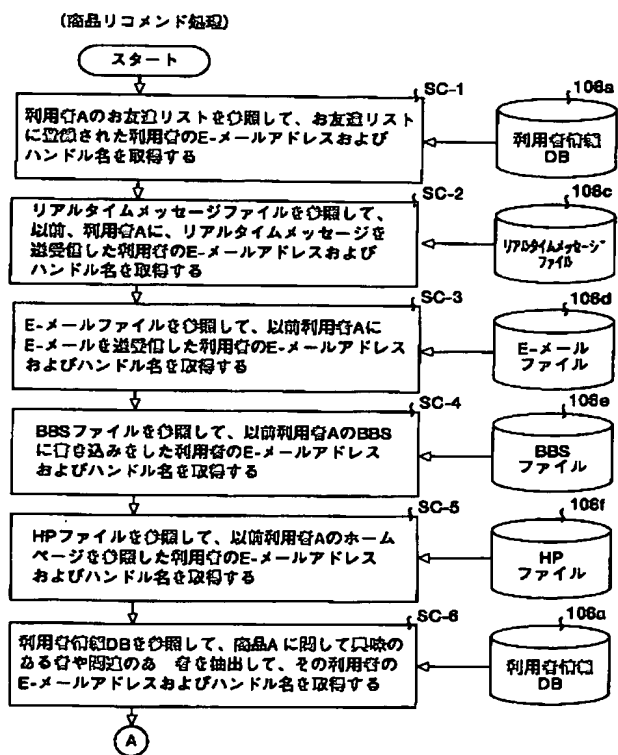 (商品リコメンド処理)
スタート
SC-1
利用者Aのお友達リストを参照して、お友達リスト
に登録された利用者のE-メールアドレスおよび
ハンドル名を取得する
106a
利用者情報
DB
SC-2
リアルタイムメッセージファイルを参照して、
以前、利用者Aに、リアルタイムメッセージを
送受信した利用者のE-メールアドレスおよび
ハンドル名を取得する
106c
リアルタイムメッセージ
ファイル
SC-3
E-メールファイルを参照して、以前利用者Aに
E-メールを送受信した利用者のE-メールアドレス
およびハンドル名を取得する
106d
E-メール
ファイル
SC-4
BBSファイルを参照して、以前利用者AのBBS
に書き込みをした利用者のE-メールアドレス
およびハンドル名を取得する
106e
BBS
ファイル
SC-5
HPファイルを参照して、以前利用者Aのホーム
ページを参照した利用者のE-メールアドレス
およびハンドル名を取得する
106f
HP
ファイル
SC-6
利用者情報DBを参照して、商品Aに関して興味の
ある者や関連のあ 者を抽出して、その利用者の
E-メールアドレスおよびハンドル名を取得する
106a
利用者情報
DB
A